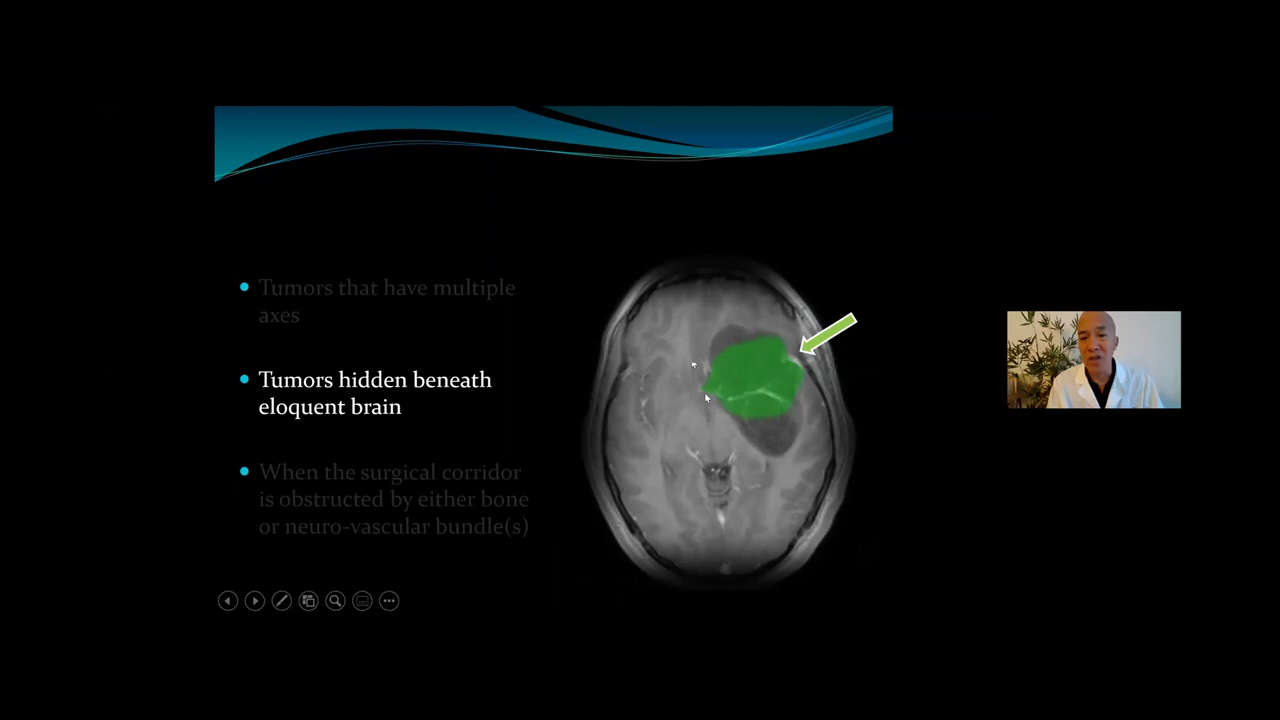 Tumors that have multiple
axes
Tumors hidden beneath
eloquent brain
When the surgical corridor
is obstructed by either bone
or neuro-vascular bundle(s)